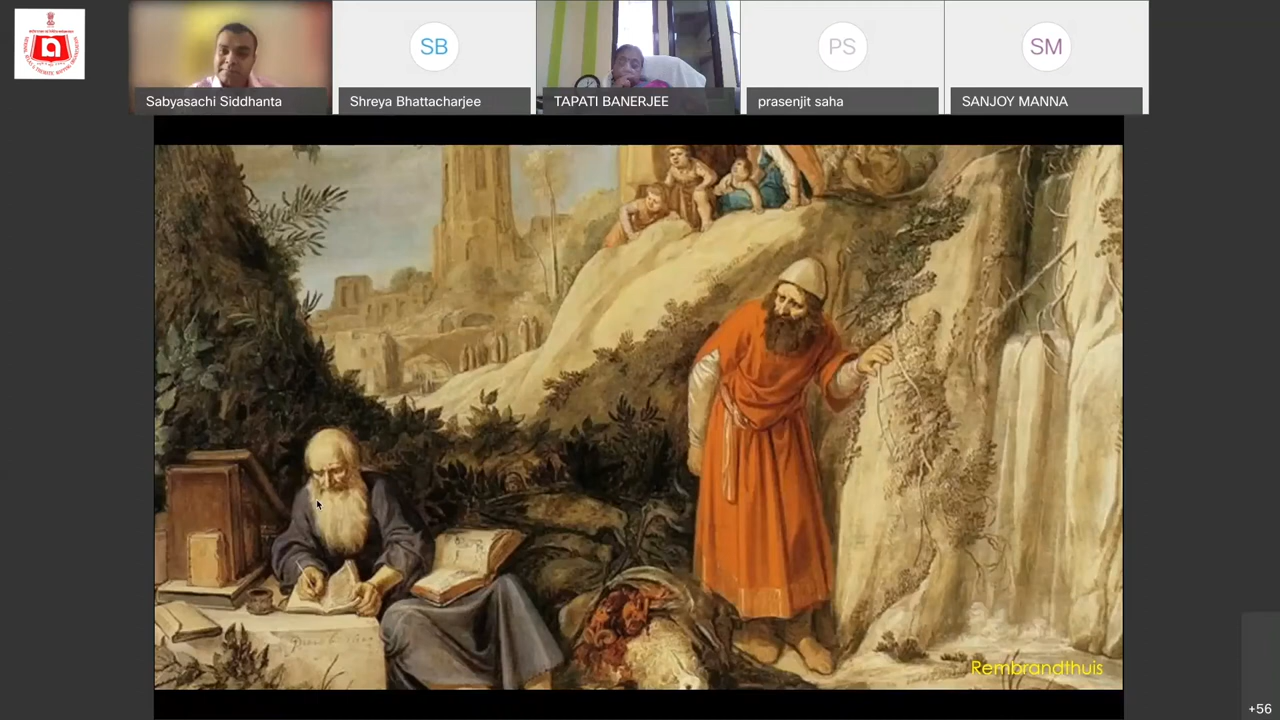 Sabyasachi Siddhanta
SB
Shreya Bhattacharjee
TAPATI BANERJEE
PS
prasenjit saha
SM
SANJOY MANNA
Rembrandthuis
+56